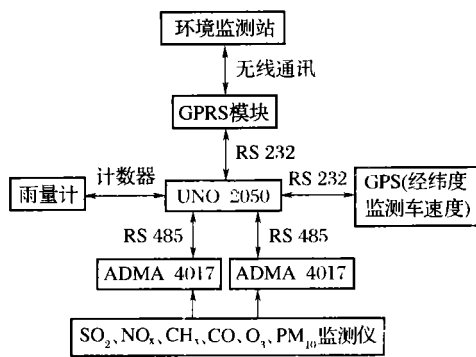 环境监测站
无线通讯
GPRS模块
RS 232
雨量计
计数器
UNO 2050
RS 232
GPS(经纬度
监测车速度)
RS 485
RS 485
ADMA 4017
ADMA 4017
SO₂、NOₓ、CHₓ、CO、O₃、PM₁₀监测仪